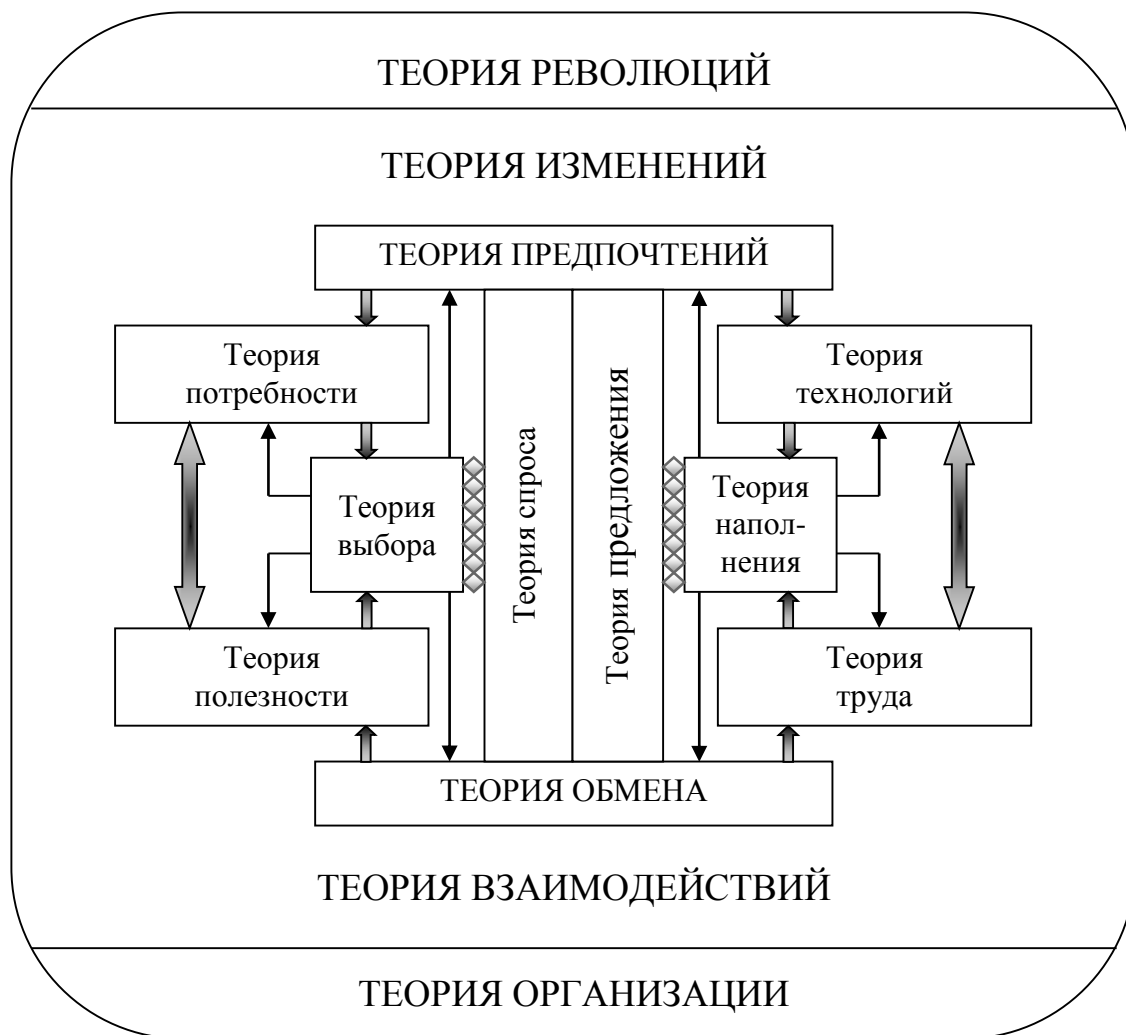 ТЕОРИЯ РЕВОЛЮЦИЙ
ТЕОРИЯ ИЗМЕНЕНИЙ
ТЕОРИЯ ПРЕДПОЧТЕНИЙ
Теория
потребности
Теория
технологий
Теория
выбора
Теория спроса
Теория предложения
Теория
напол-
нения
Теория
полезности
Теория
труда
ТЕОРИЯ ОБМЕНА
ТЕОРИЯ ВЗАИМОДЕЙСТВИЙ
ТЕОРИЯ ОРГАНИЗАЦИИ